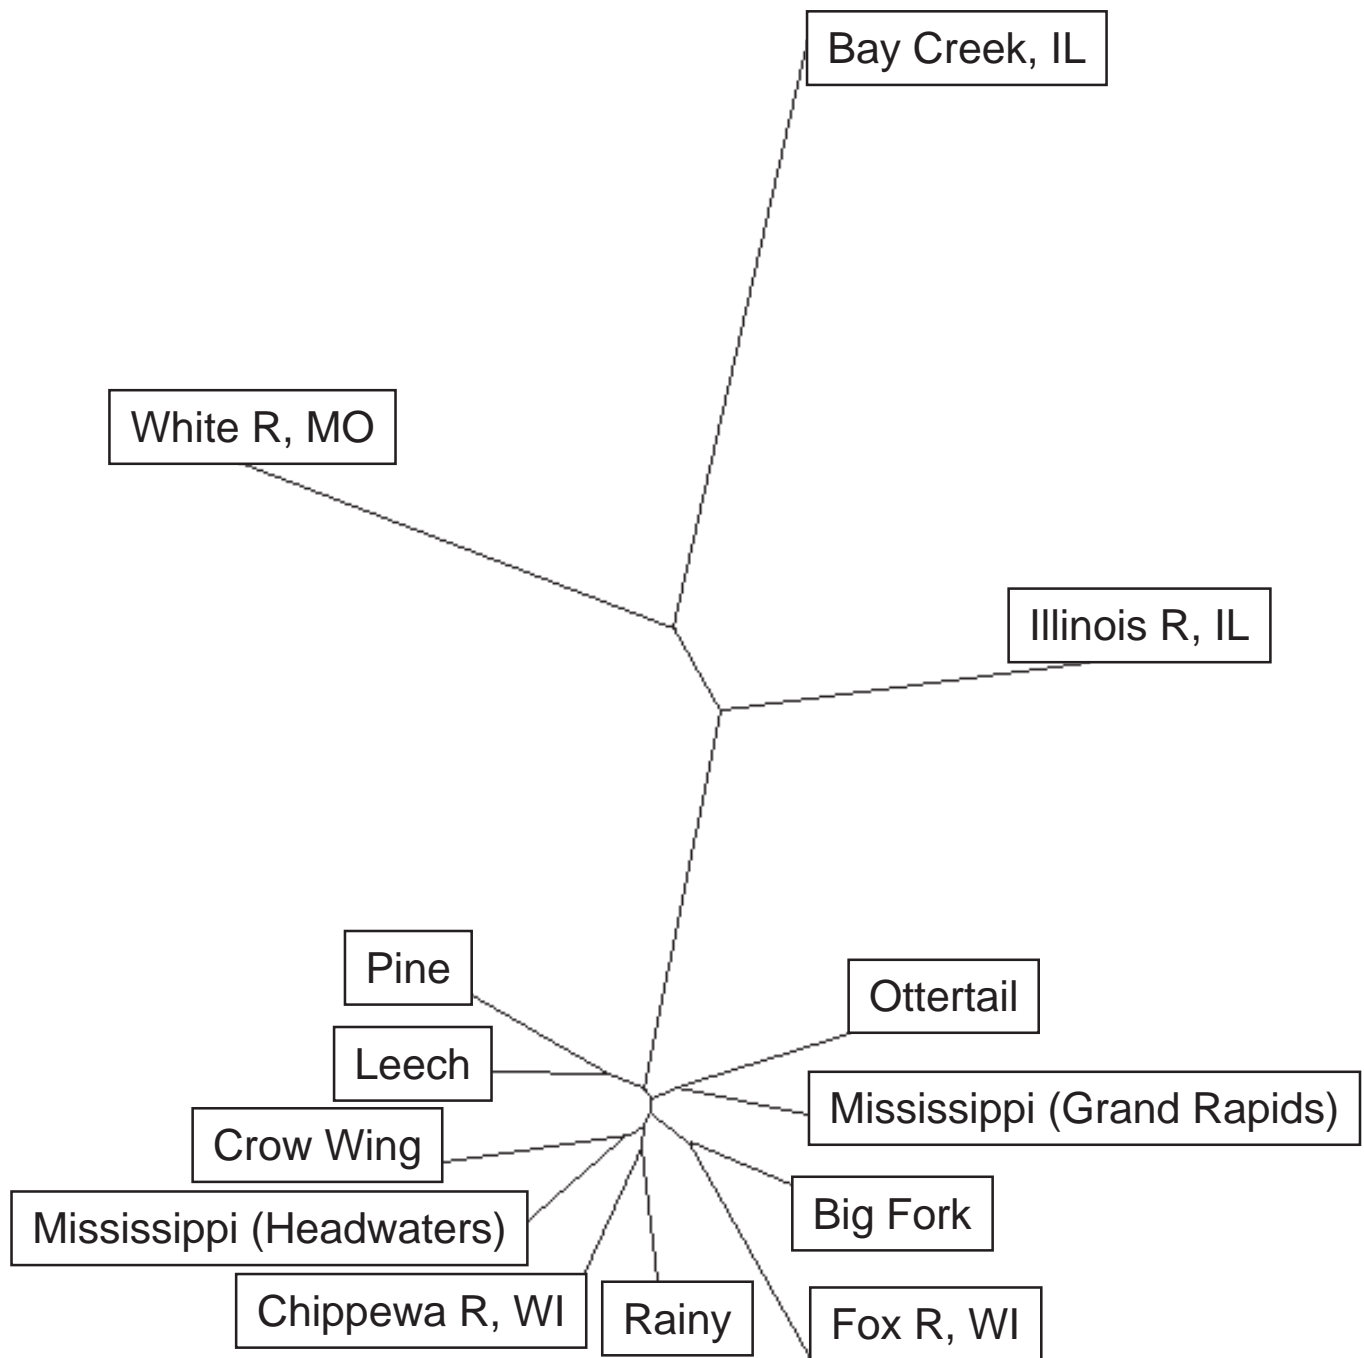 Bay Creek, IL
White R, MO
Illinois R, IL
Pine
Ottertail
Leech
Mississippi (Grand Rapids)
Crow Wing
Big Fork
Mississippi (Headwaters)
Chippewa R, WI
Rainy
Fox R, WI